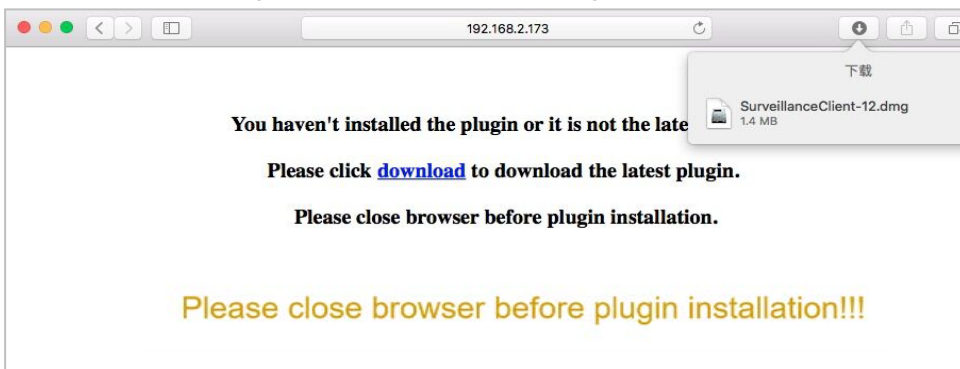 192.168.2.173
下载
SurveillanceClient-12.dmg
1.4 MB
You haven't installed the plugin or it is not the late
Please click download to download the latest plugin.
Please close browser before plugin installation.
Please close browser before plugin installation!!!